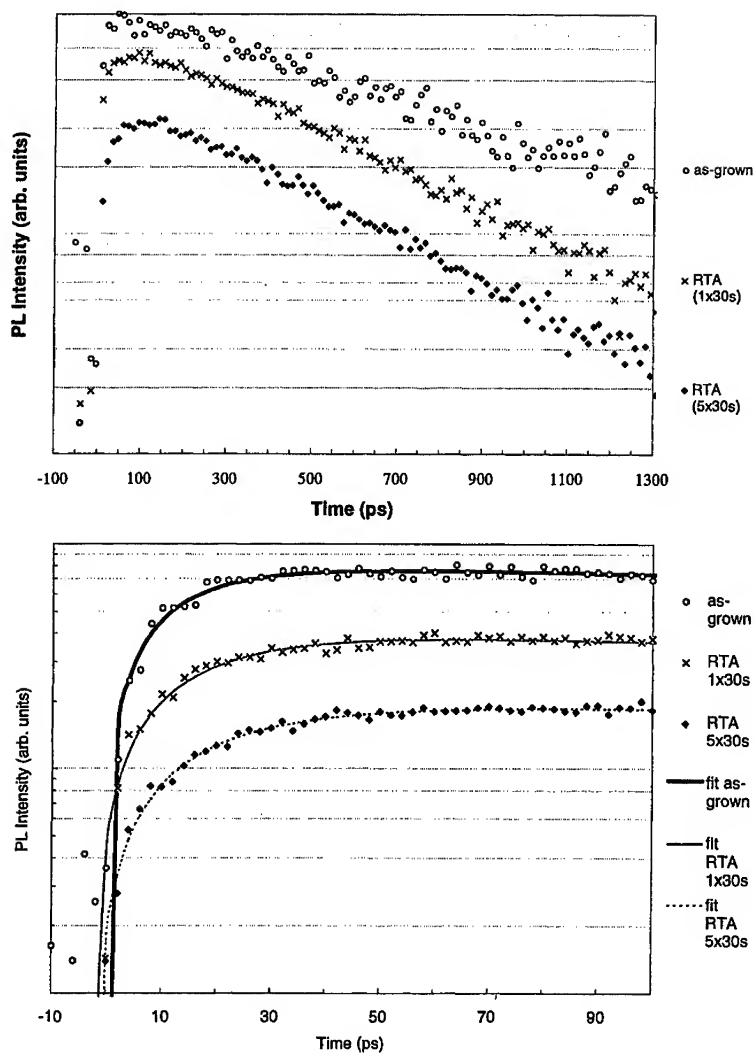 PL Intensity (arb. units)
-100
100
300
500
700
900
1100
1300
Time (ps)
as-grown
RTA
(1x30s)
RTA
(5x30s)
PL Intensity (arb. units)
-10
10
30
50
70
90
Time (ps)
as-
grown
RTA
1x30s
RTA
5x30s
fit as-
grown
fit
RTA
1x30s
fit
RTA
5x30s